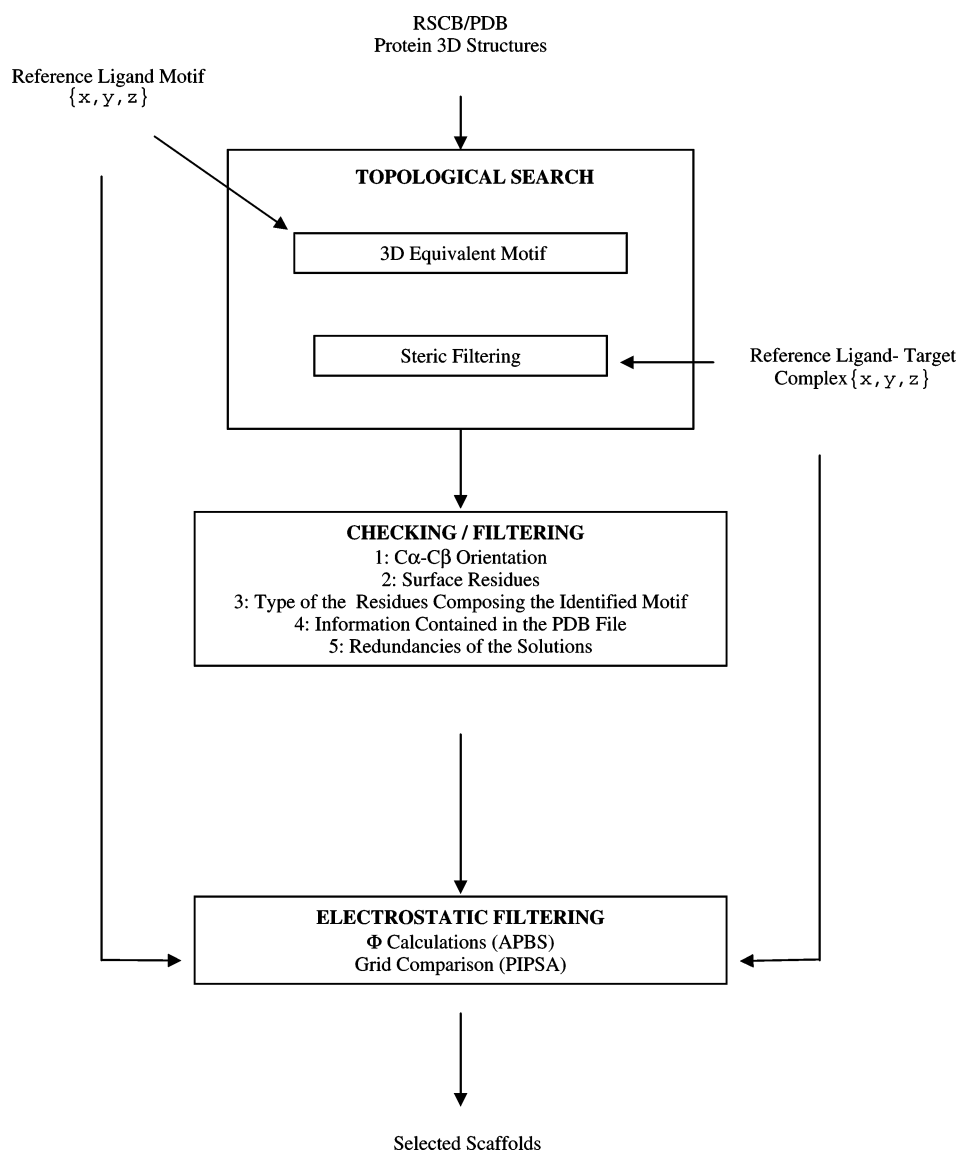 RSCB/PDB
Protein 3D Structures
Reference Ligand Motif
{x,y,z}
TOPOLOGICAL SEARCH
3D Equivalent Motif
Steric Filtering
Reference Ligand- Target
Complex{x,y,z}
CHECKING / FILTERING
1: Cα-Cβ Orientation
2: Surface Residues
3: Type of the Residues Composing the Identified Motif
4: Information Contained in the PDB File
5: Redundancies of the Solutions
ELECTROSTATIC FILTERING
Φ Calculations (APBS)
Grid Comparison (PIPSA)
Selected Scaffolds